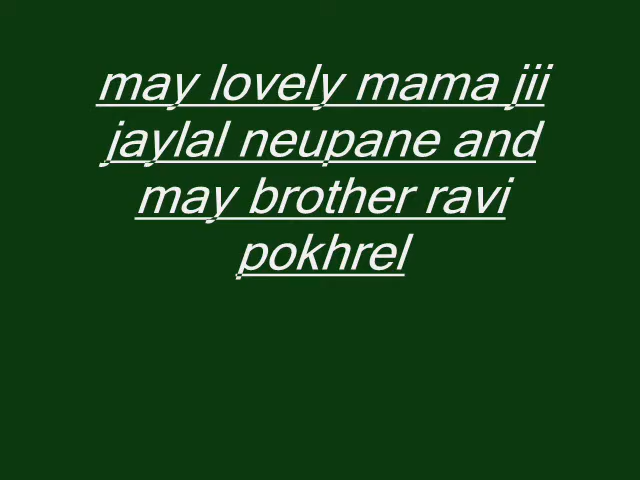 may lovely mama jii
jaylal neupane and
may brother ravi
pokhrel